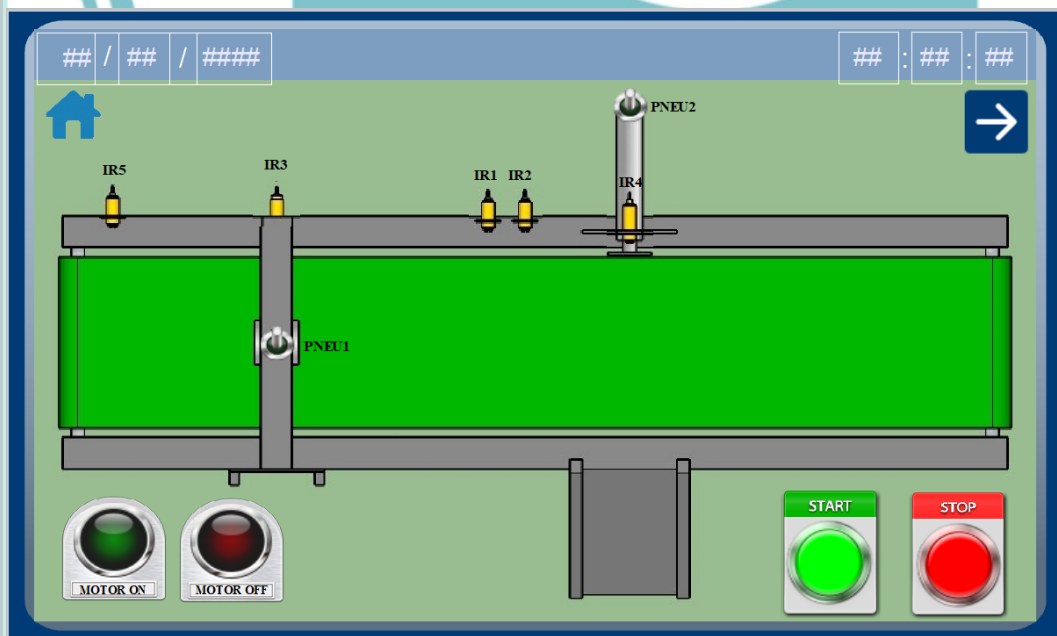 ## / ## / ####
## : ## : ##
PNEU2
IR5
IR3
IR1 IR2
IR4
PNEU1
START
STOP
MOTOR ON
MOTOR OFF